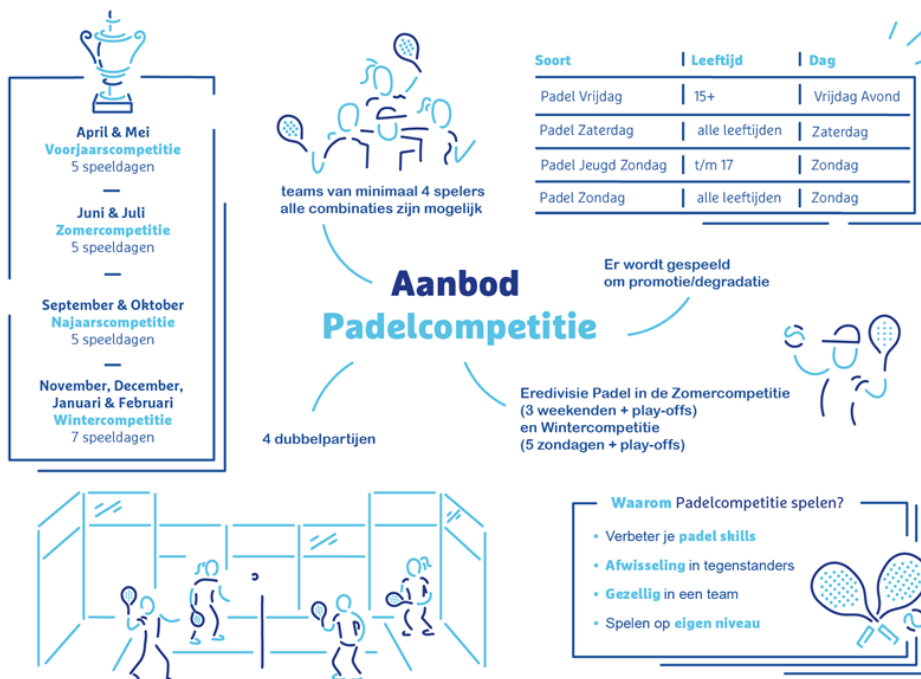 April & Mei
Voorjaarscompetitie
5 speeldagen
Juni & Juli
Zomercompetitie
5 speeldagen
September & Oktober
Najaarscompetitie
5 speeldagen
November, December,
Januari & Februari
Wintercompetitie
7 speeldagen
teams van minimaal 4 spelers
alle combinaties zijn mogelijk
Soort Leeftijd Dag
Padel Vrijdag 15+ Vrijdag Avond
Padel Zaterdag alle leeftijden Zaterdag
Padel Jeugd Zondag t/m 17 Zondag
Padel Zondag alle leeftijden Zondag
Aanbod
Padelcompetitie
Er wordt gespeeld
om promotie/degradatie
4 dubbelpartijen
Eredivisie Padel in de Zomercompetitie
(3 weekenden + play-offs)
en Wintercompetitie
(5 zondagen + play-offs)
Waarom Padelcompetitie spelen?
• Verbeter je padel skills
• Afwisseling in tegenstanders
• Gezellig in een team
• Spelen op eigen niveau